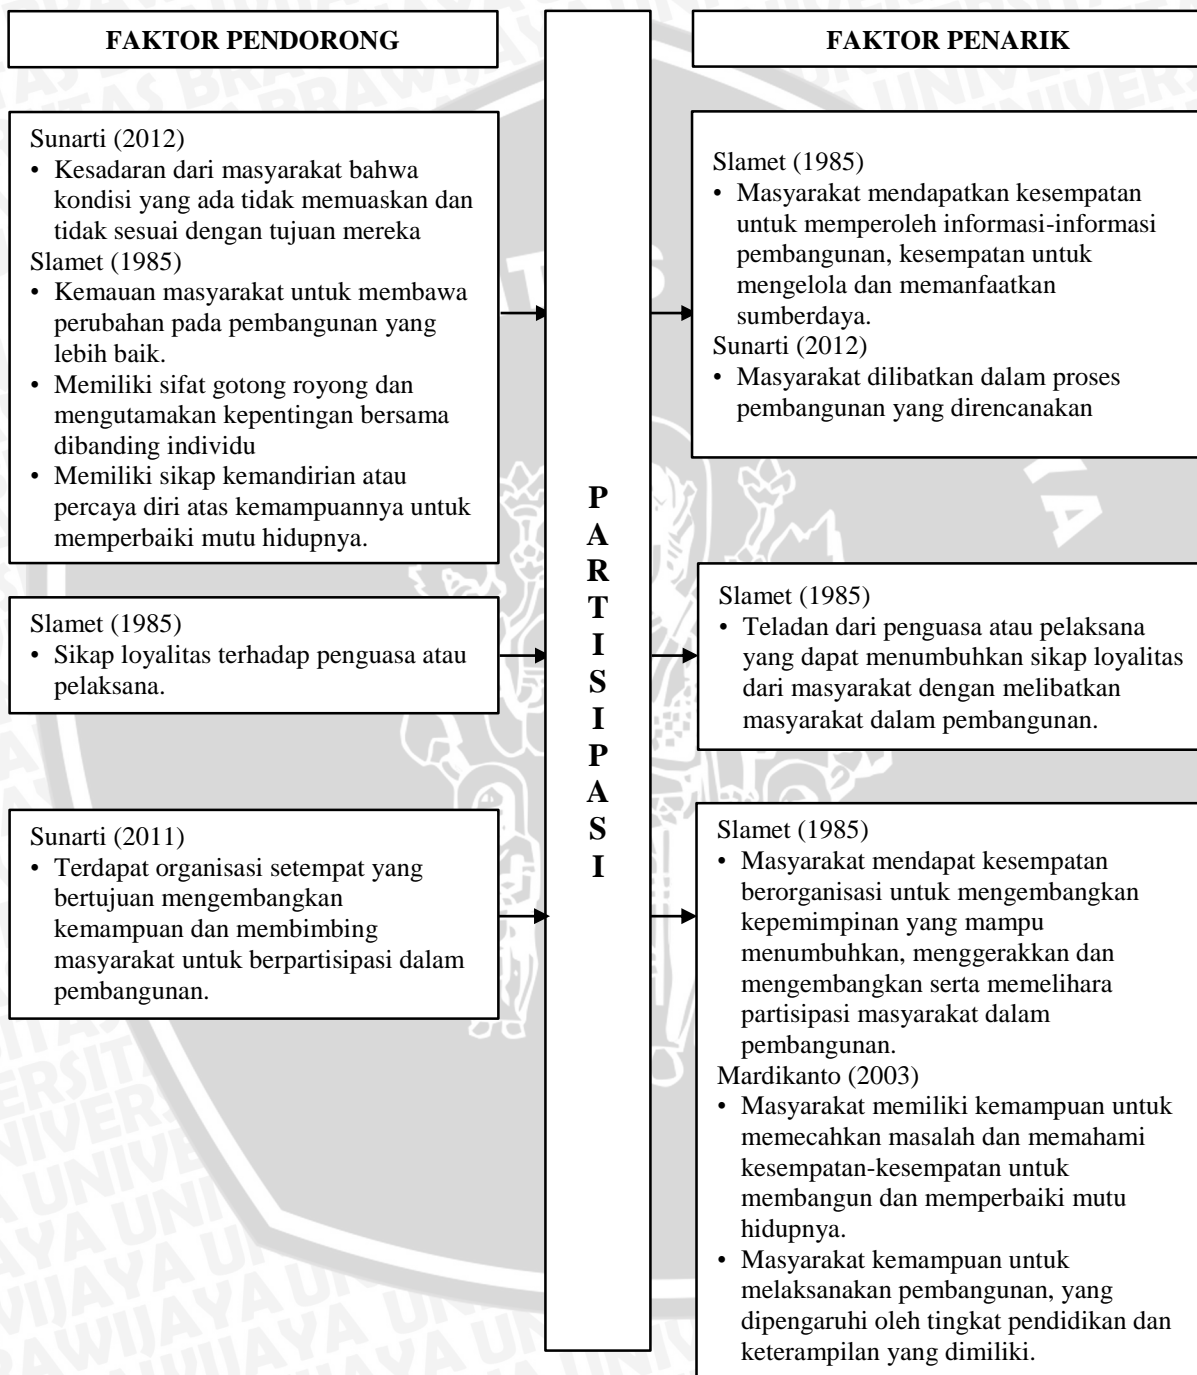 FAKTOR PENDORONG
Sunarti (2012)
• Kesadaran dari masyarakat bahwa
kondisi yang ada tidak memuaskan dan
tidak sesuai dengan tujuan mereka
Slamet (1985)
• Kemauan masyarakat untuk membawa
perubahan pada pembangunan yang
lebih baik.
• Memiliki sifat gotong royong dan
mengutamakan kepentingan bersama
dibanding individu
• Memiliki sikap kemandirian atau
percaya diri atas kemampuannya untuk
memperbaiki mutu hidupnya.
Slamet (1985)
• Sikap loyalitas terhadap penguasa atau
pelaksana.
Sunarti (2011)
• Terdapat organisasi setempat yang
bertujuan mengembangkan
kemampuan dan membimbing
masyarakat untuk berpartisipasi dalam
pembangunan.
P
A
R
T
I
S
I
P
A
S
I
FAKTOR PENARIK
Slamet (1985)
• Masyarakat mendapatkan kesempatan
untuk memperoleh informasi-informasi
pembangunan, kesempatan untuk
mengelola dan memanfaatkan
sumberdaya.
Sunarti (2012)
• Masyarakat dilibatkan dalam proses
pembangunan yang direncanakan
Slamet (1985)
• Teladan dari penguasa atau pelaksana
yang dapat menumbuhkan sikap loyalitas
dari masyarakat dengan melibatkan
masyarakat dalam pembangunan.
Slamet (1985)
• Masyarakat mendapat kesempatan
berorganisasi untuk mengembangkan
kepemimpinan yang mampu
menumbuhkan, menggerakkan dan
mengembangkan serta memelihara
partisipasi masyarakat dalam
pembangunan.
Mardikanto (2003)
• Masyarakat memiliki kemampuan untuk
memecahkan masalah dan memahami
kesempatan-kesempatan untuk
membangun dan memperbaiki mutu
hidupnya.
• Masyarakat kemampuan untuk
melaksanakan pembangunan, yang
dipengaruhi oleh tingkat pendidikan dan
keterampilan yang dimiliki.